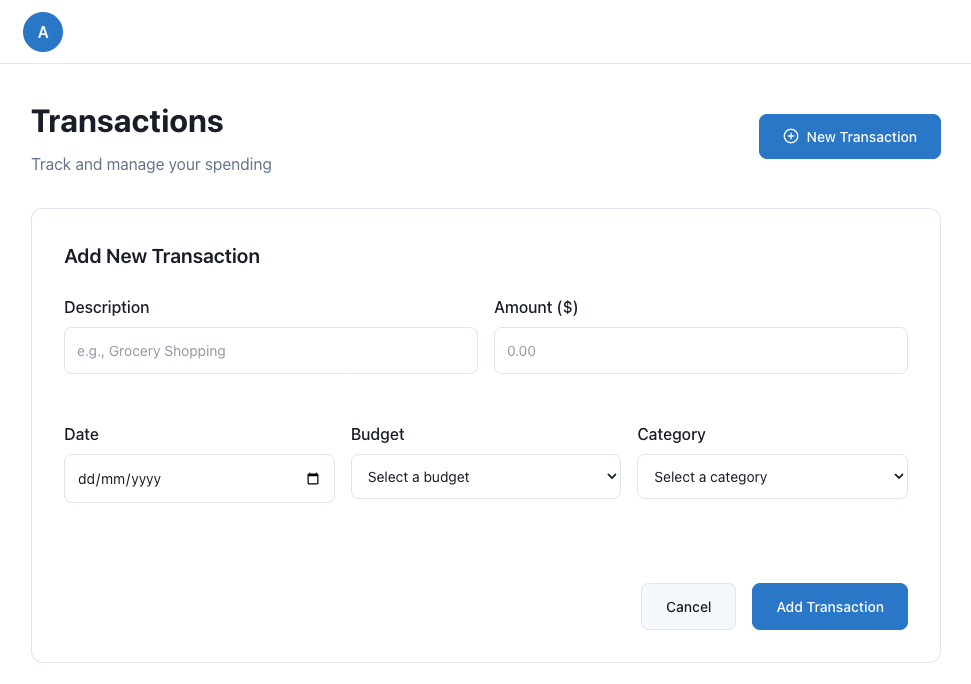 A
Transactions
Track and manage your spending
New Transaction
Add New Transaction
Description
Amount ($)
e.g., Grocery Shopping
0.00
Date
Budget
Category
dd/mm/yyyy
Select a budget
Select a category
Cancel
Add Transaction